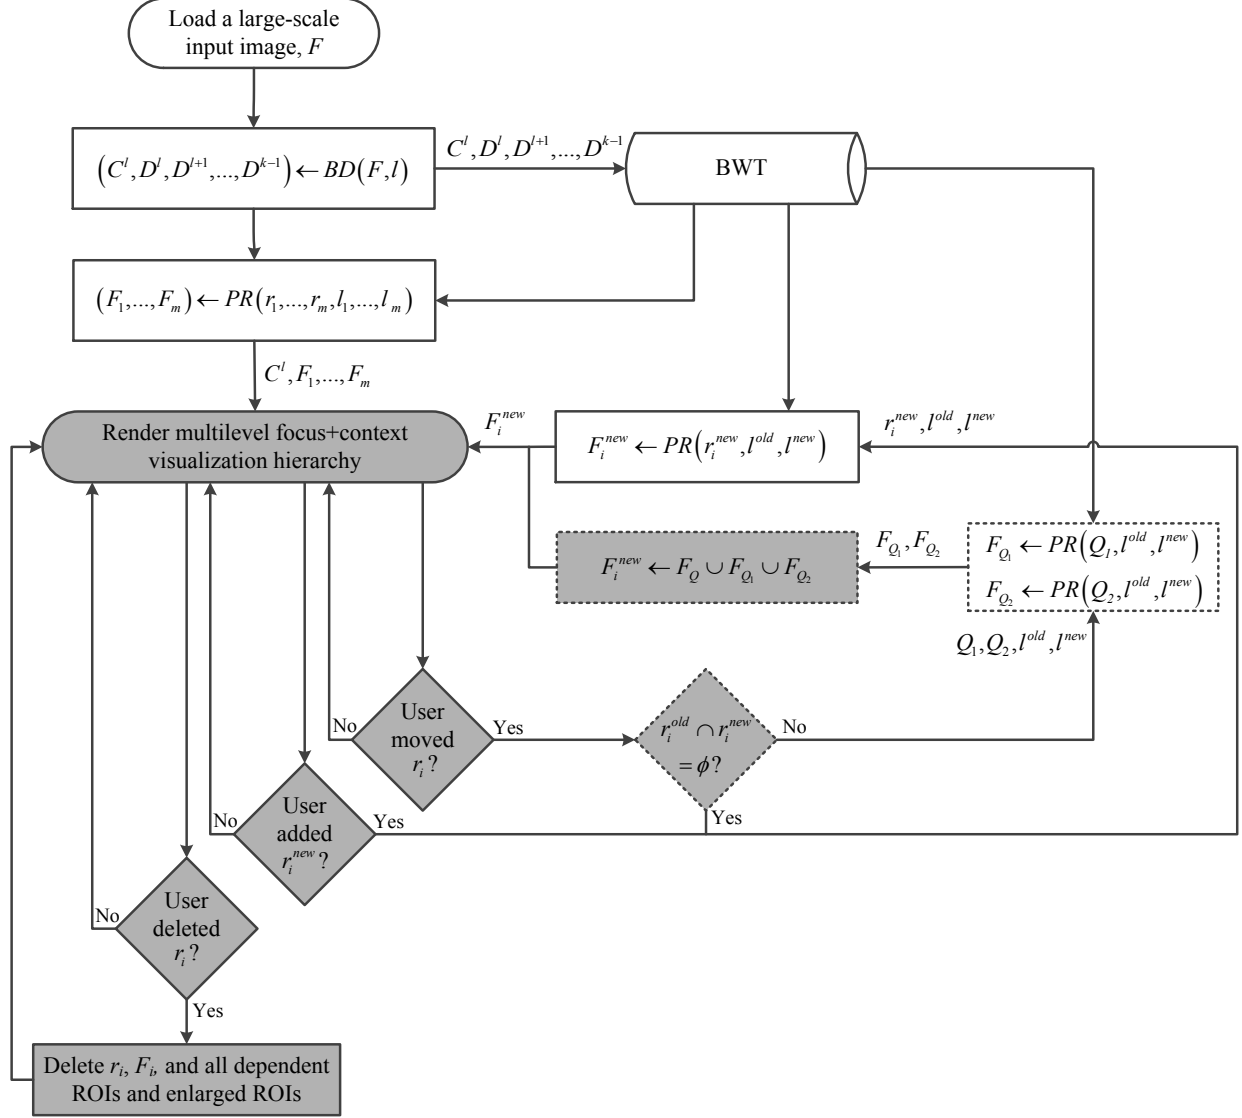 Load a large-scale
input image, F
(C^l, D^l, D^{l+1},..., D^{k−1}) ← BD(F, l)
C^l, D^l, D^{l+1},..., D^{k−1}
BWT
(F_1,..., F_m) ← PR(r_1,..., r_m, l_1,..., l_m)
C^l, F_1,..., F_m
Render multilevel focus+context
visualization hierarchy
F_i^{new}
F_i^{new} ← PR(r_i^{new}, l^{old}, l^{new})
r_i^{new}, l^{old}, l^{new}
F_i^{new} ← F_Q ∪ F_{Q_1} ∪ F_{Q_2}
F_{Q_1}, F_{Q_2}
F_{Q_1} ← PR(Q_1, l^{old}, l^{new})
F_{Q_2} ← PR(Q_2, l^{old}, l^{new})
Q_1, Q_2, l^{old}, l^{new}
No
User
moved
r_i?
Yes
r_i^{old} ∩ r_i^{new}
= ϕ?
No
Yes
No
User
added
r_i^{new}?
Yes
No
User
deleted
r_i?
Yes
Delete r_i, F_i, and all dependent
ROIs and enlarged ROIs